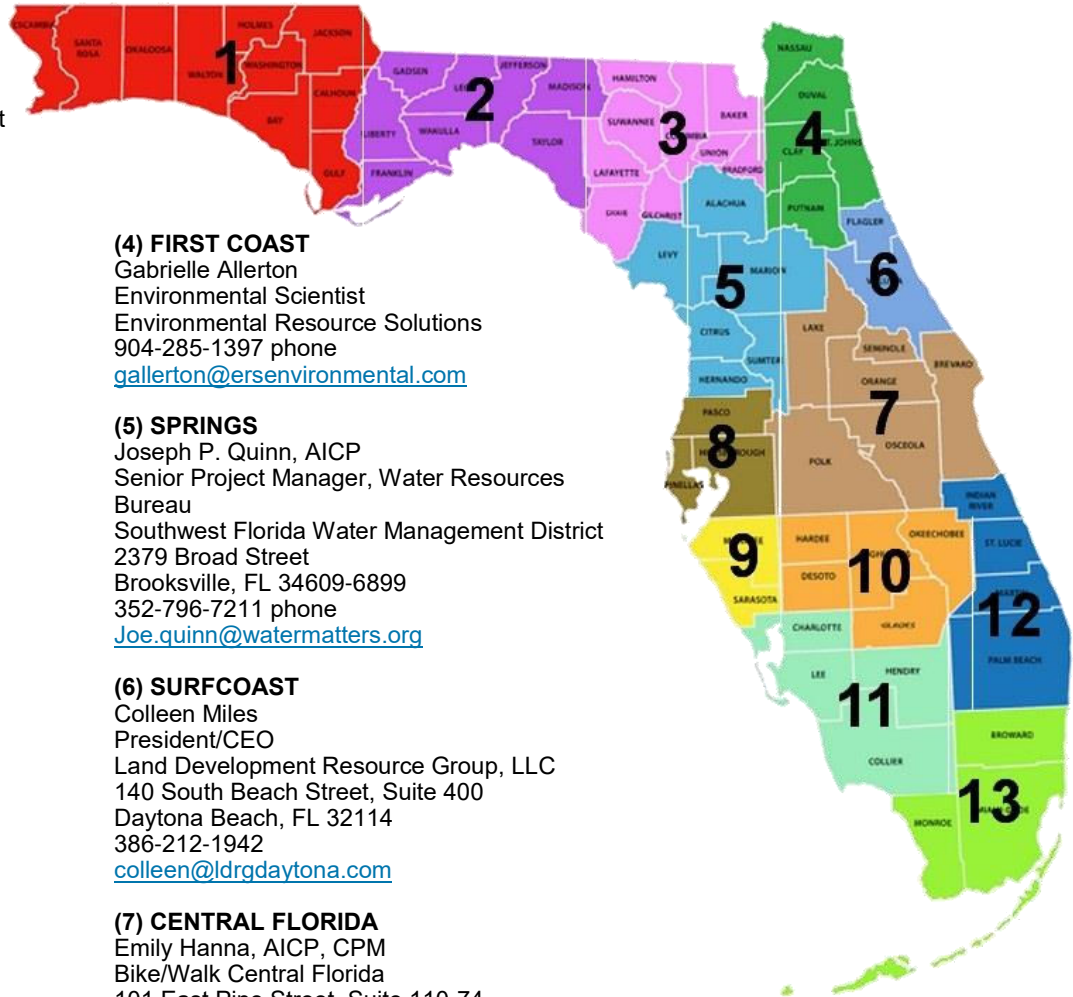 ESCAMBIA
SANTA
ROSA
OKALOOSA
WALTON
HOLMES
WASHINGTON
JACKSON
CALHOUN
BAY
GULF
1
GADSEN
LIBERTY
FRANKLIN
WAKULLA
JEFFERSON
MADISON
TAYLOR
2
HAMILTON
SUWANNEE
LAFAYETTE
BAKER
UNION
BRADFORD
GILCHRIST
3
NASSAU
DUVAL
CLAY
ST. JOHNS
PUTNAM
4
t
(4) FIRST COAST
Gabrielle Allerton
Environmental Scientist
Environmental Resource Solutions
904-285-1397 phone
gallerton@ersenvironmental.com
(5) SPRINGS
Joseph P. Quinn, AICP
Senior Project Manager, Water Resources
Bureau
Southwest Florida Water Management District
2379 Broad Street
Brooksville, FL 34609-6899
352-796-7211 phone
Joe.quinn@watermatters.org
(6) SURFCOAST
Colleen Miles
President/CEO
Land Development Resource Group, LLC
140 South Beach Street, Suite 400
Daytona Beach, FL 32114
386-212-1942
colleen@ldrgdaytona.com
(7) CENTRAL FLORIDA
Emily Hanna, AICP, CPM
Bike/Walk Central Florida
ALACHUA
LEVY
MARION
CITRUS
SUMTER
HERNANDO
5
FLAGLER
6
LAKE
SEMINOLE
ORANGE
BREVARD
OSCEOLA
POLK
7
PASCO
PINELLAS
8
SARASOTA
9
HARDEE
DESOTO
OKEECHOBEE
GLADES
10
CHARLOTTE
LEE
HENDRY
COLLIER
11
INDIAN
RIVER
ST. LUCIE
MARTIN
PALM BEACH
12
BROWARD
MONROE
13